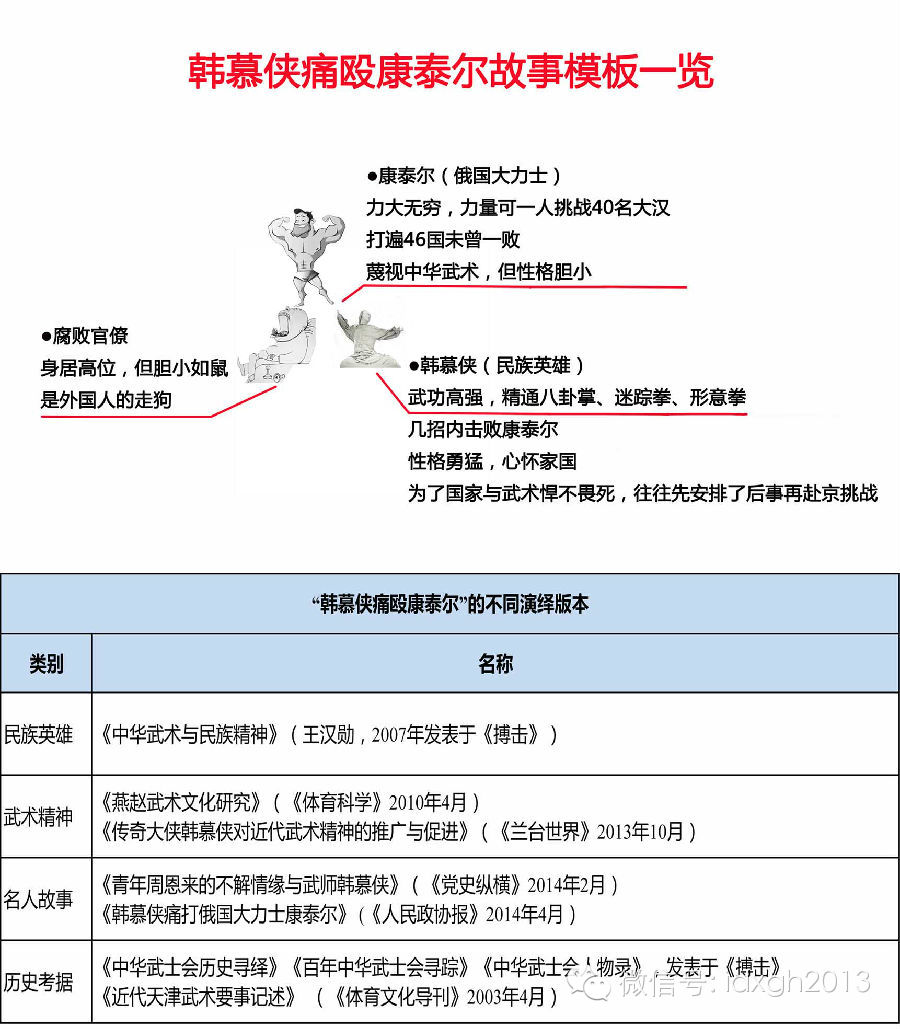 韩慕侠痛殴康泰尔故事模板一览
●康泰尔（俄国大力士）
力大无穷，力量可一人挑战40名大汉
打遍46国未曾一败
蔑视中华武术，但性格胆小
●腐败官僚
身居高位，但胆小如鼠
是外国人的走狗
●韩慕侠（民族英雄）
武功高强，精通八卦掌、迷踪拳、形意拳
几招内击败康泰尔
性格勇猛，心怀家国
为了国家与武术悍不畏死，往往先安排了后事再赴京挑战
“韩慕侠痛殴康泰尔”的不同演绎版本
类别 名称
民族英雄 《中华武术与民族精神》（王汉勋，2007年发表于《搏击》）
武术精神
《燕赵武术文化研究》（《体育科学》2010年4月）
《传奇大侠韩慕侠对近代武术精神的推广与促进》（《兰台世界》2013年10月）
名人故事
《青年周恩来的不解情缘与武师韩慕侠》（《党史纵横》2014年2月）
《韩慕侠痛打俄国大力士康泰尔》（《人民政协报》2014年4月）
历史考据
《中华武士会历史寻绎》《百年中华武士会寻踪》《中华武士会人物录》，发表于《搏击》
《近代天津武术要事记述》（《体育文化导刊》2003年4月）
微信号: idxgh2013